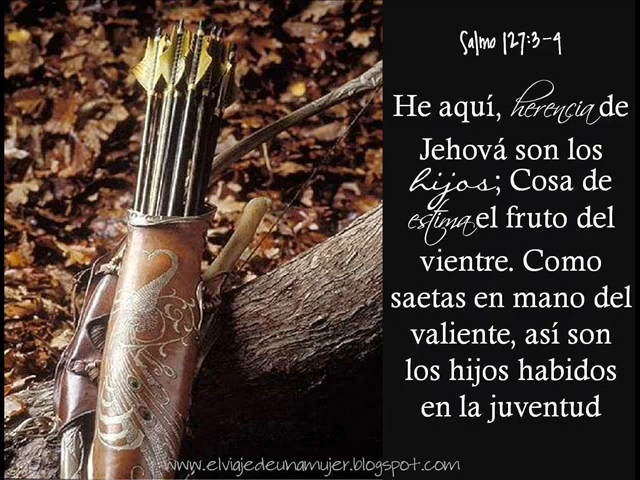 Salmo 127:3-4
He aquí, herencia de
Jehová son los
hijos; Cosa de
estima el fruto del
vientre. Como
saetas en mano del
valiente, así son
los hijos habidos
en la juventud
www.elviajedeunamujer.blogspot.com